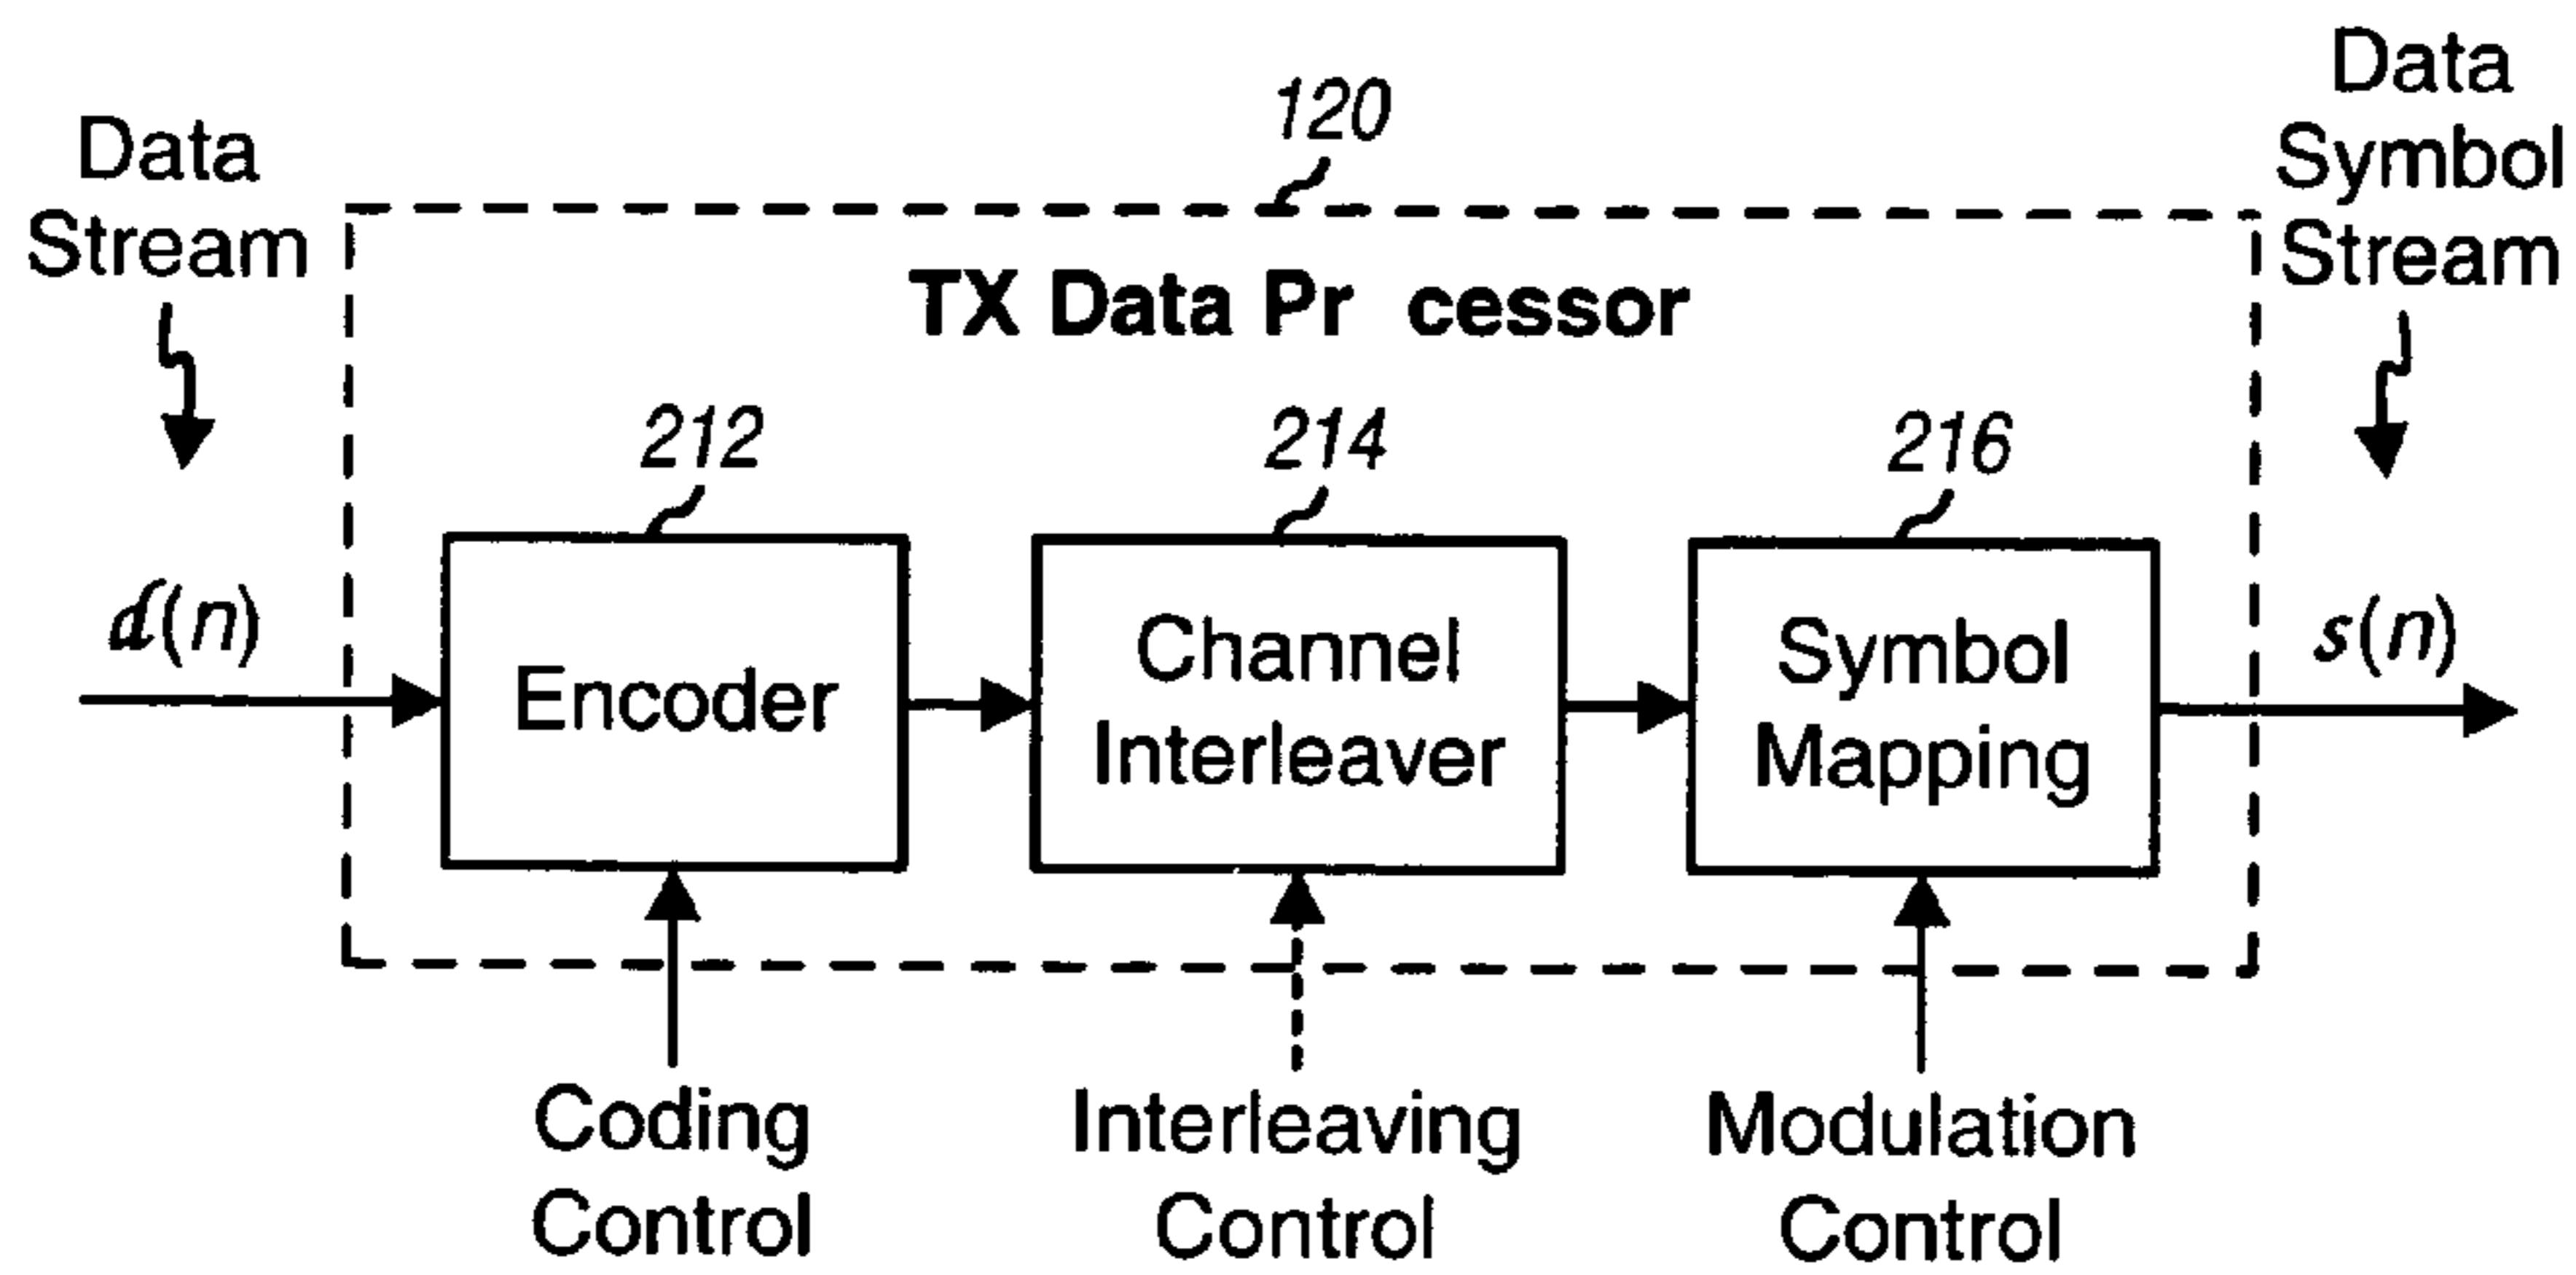 Data
Stream
120
Data
Symbol
Stream
TX Data Pr cessor
212
214
216
d(n)
Encoder
Channel
Interleaver
Symbol
Mapping
s(n)
Coding
Control
Interleaving
Control
Modulation
Control